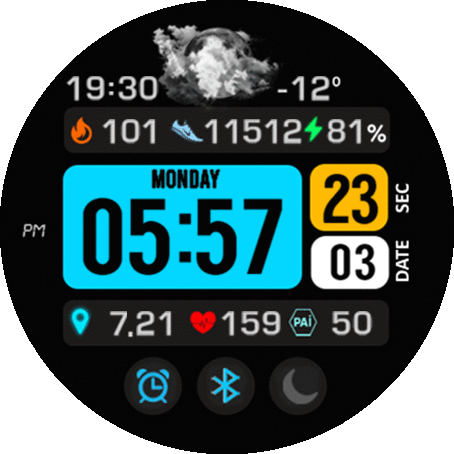 19:30 -12°
101 11512 81%
MONDAY
PM 05:57 23 SEC
03 DATE
7,21 159 PAI 50